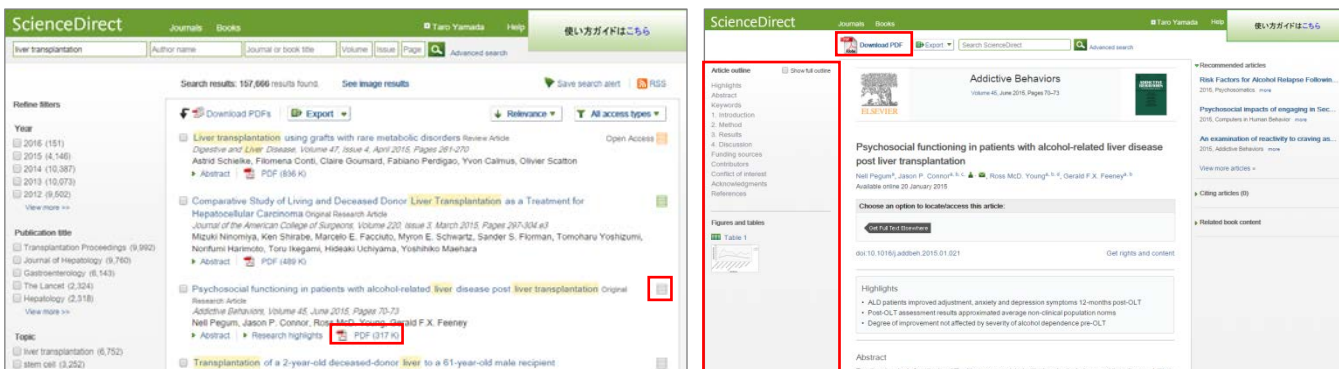 ScienceDirect
Journals Books
Taro Yamada Help
使い方ガイドはこちら
liver transplantation
Author name
Journal or book title
Volume
Issue
Page
Advanced search
Search results: 157,666 results found.
See image results
Save search alert
RSS
Refine filters
Year
2016 (151)
2015 (4,146)
2014 (10,387)
2013 (10,073)
2012 (9,502)
View more >>
Publication title
Transplantation Proceedings (9,992)
Journal of Hepatology (9,760)
Gastroenterology (6,143)
The Lancet (2,324)
Hepatology (2,318)
View more >>
Topic
liver transplantation (6,752)
stem cell (3,252)
Download PDFs
Export
Relevance
All access types
Liver transplantation using grafts with rare metabolic disorders Review Article
Open Access
Digestive and Liver Disease, Volume 47, Issue 4, April 2015, Pages 261-270
Astrid Schielke, Filomena Conti, Claire Goumard, Fabiano Perdigao, Yvon Calmus, Olivier Scatton
Abstract PDF (836 K)
Comparative Study of Living and Deceased Donor Liver Transplantation as a Treatment for
Hepatocellular Carcinoma Original Research Article
Journal of the American College of Surgeons, Volume 220, Issue 3, March 2015, Pages 297-304.e3
Mizuki Ninomiya, Ken Shirabe, Marcelo E. Facciuto, Myron E. Schwartz, Sander S. Florman, Tomoharu Yoshizumi,
Norifumi Harimoto, Toru Ikegami, Hideaki Uchiyama, Yoshihiko Maehara
Abstract PDF (489 K)
Psychosocial functioning in patients with alcohol-related liver disease post liver transplantation Original
Research Article
Addictive Behaviors, Volume 45, June 2015, Pages 70-73
Nell Pegum, Jason P. Connor, Ross McD. Young, Gerald F.X. Feeney
Abstract Research highlights PDF (317 K)
Transplantation of a 2-year-old deceased-donor liver to a 61-year-old male recipient
ScienceDirect
Journals Books
Taro Yamada Help
使い方ガイドはこちら
Download PDF
Export
Search ScienceDirect
Advanced search
Article outline
Show full outline
Highlights
Abstract
Keywords
1. Introduction
2. Method
3. Results
4. Discussion
Funding sources
Contributors
Conflict of interest
Acknowledgments
References
Figures and tables
Table 1
ELSEVIER
Addictive Behaviors
Volume 45, June 2015, Pages 70–73
Psychosocial functioning in patients with alcohol-related liver disease
post liver transplantation
Nell Pegum, Jason P. Connor, Ross McD. Young, Gerald F.X. Feeney
Available online 20 January 2015
Choose an option to locate/access this article:
Get Full Text Elsewhere
doi:10.1016/j.addbeh.2015.01.021
Get rights and content
Highlights
• ALD patients improved adjustment, anxiety and depression symptoms 12-months post-OLT
• Post-OLT assessment results approximated average non-clinical population norms
• Degree of improvement not affected by severity of alcohol dependence pre-OLT
Abstract
Recommended articles
Risk Factors for Alcohol Relapse Followin...
2015, Psychosomatics more
Psychosocial impacts of engaging in Sec...
2015, Computers in Human Behavior more
An examination of reactivity to craving as...
2015, Addictive Behaviors more
View more articles »
Citing articles (0)
Related book content